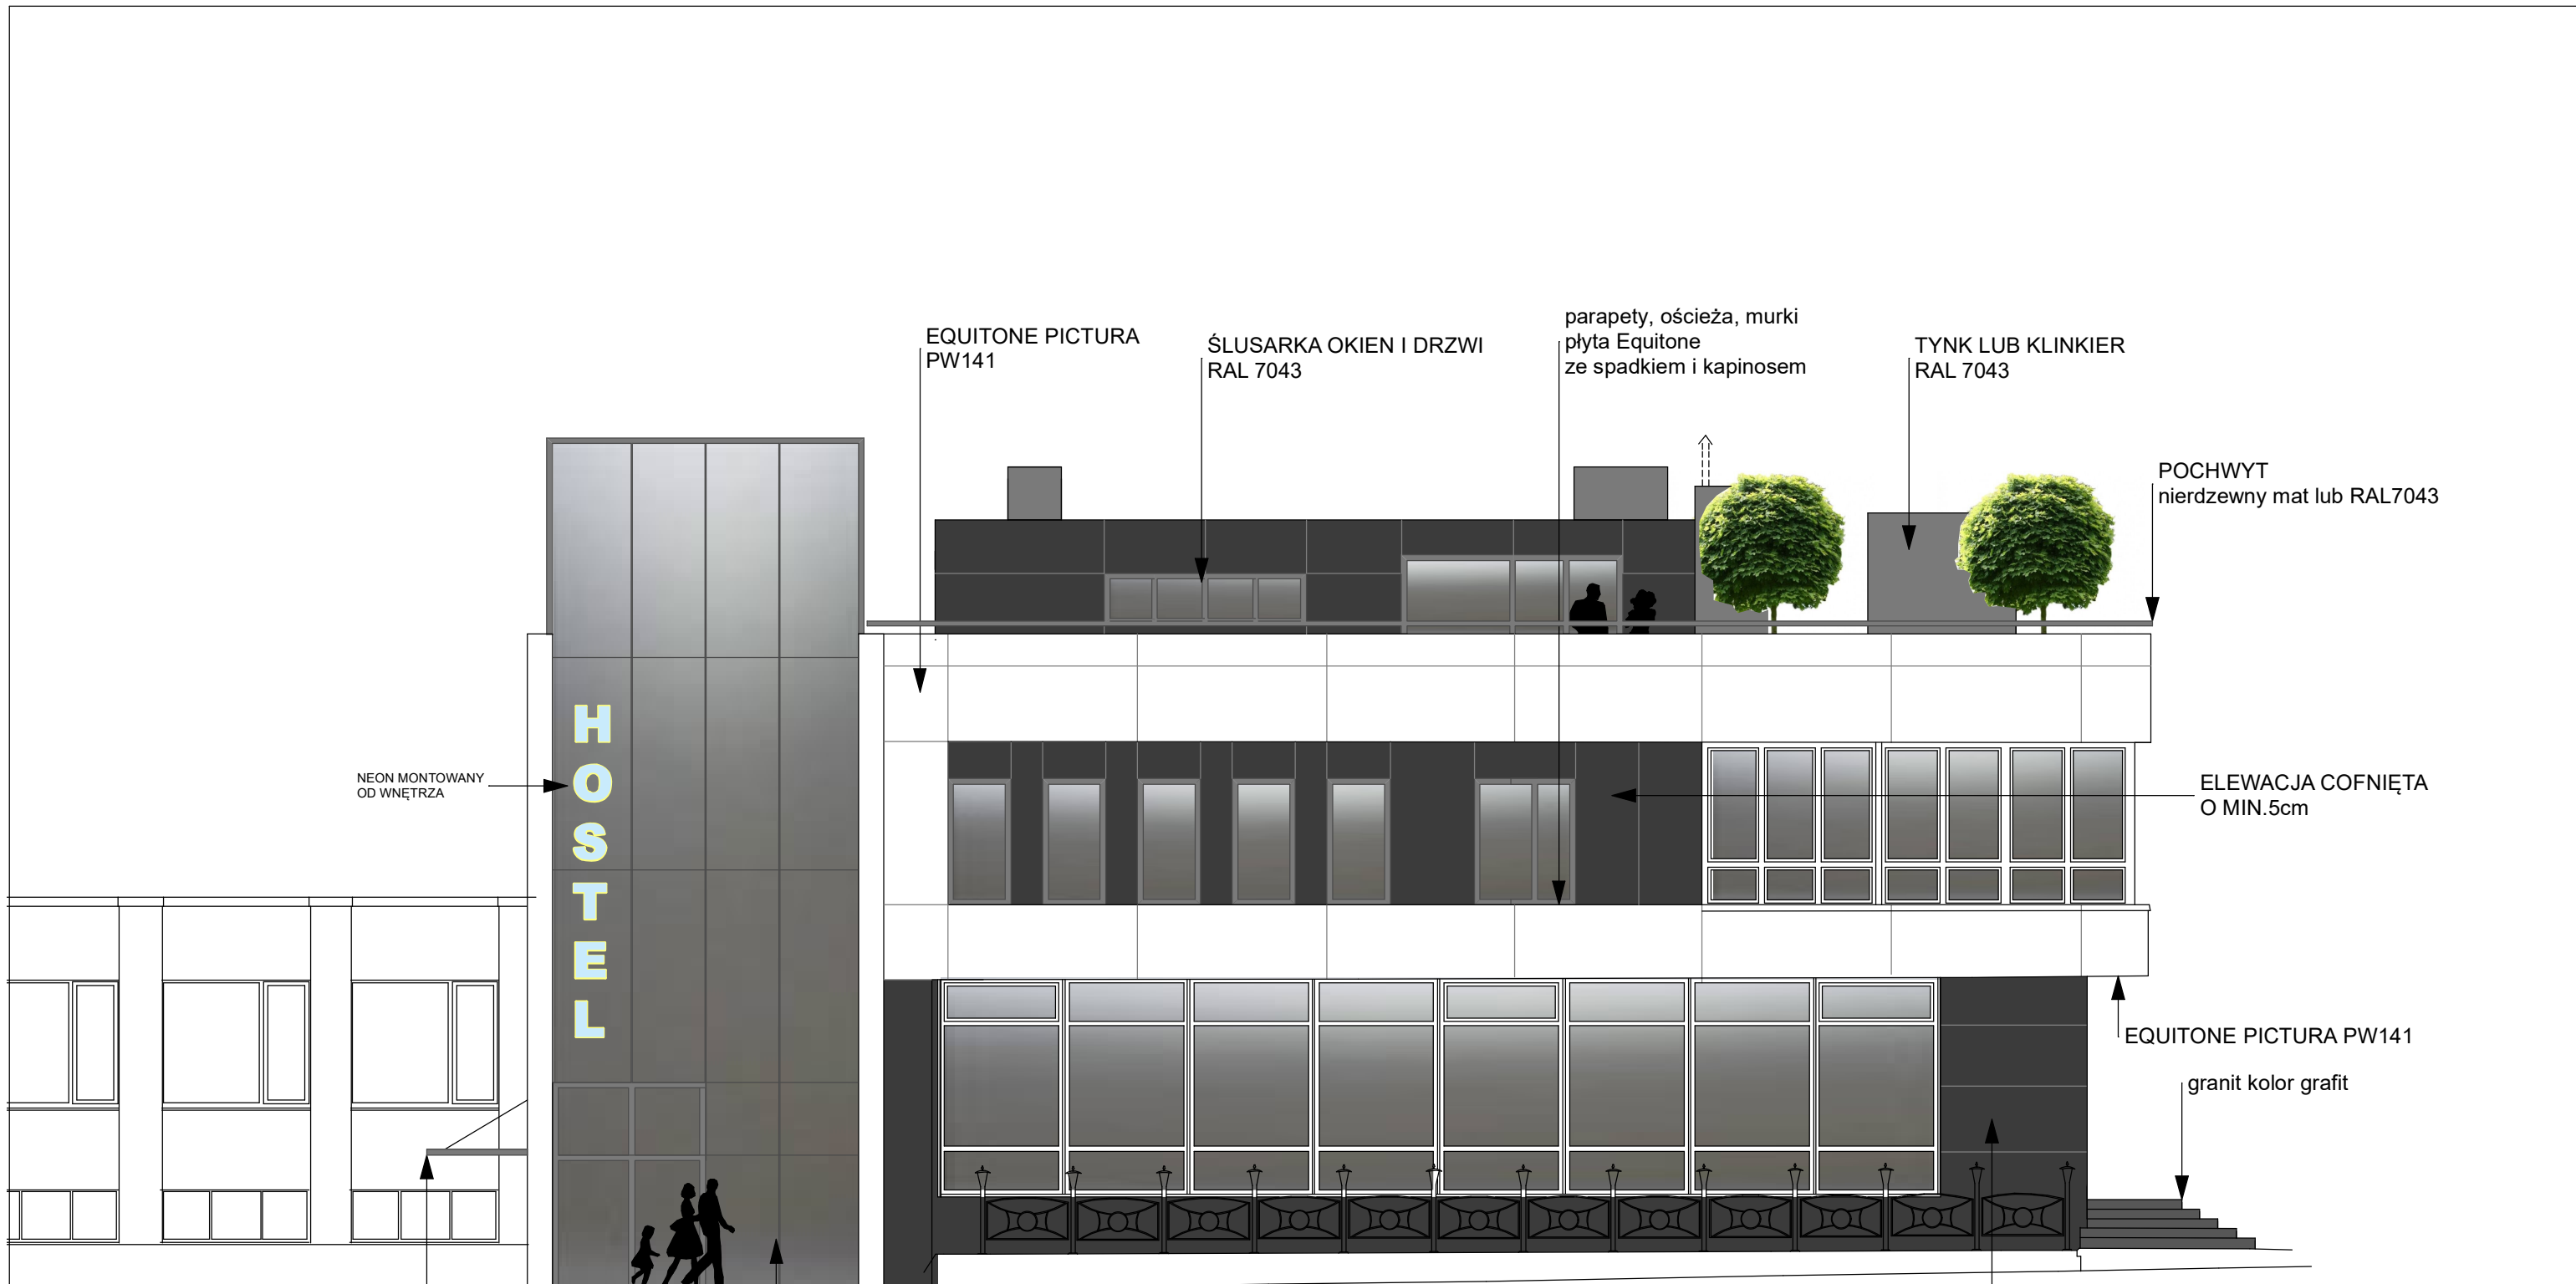 EQUITONE PICTURA
PW141
ŚLUSARKA OKIEN I DRZWI
RAL 7043
parapety, ościeża, murki
płyta Equitone
ze spadkiem i kapinosem
TYNK LUB KLINKIER
RAL 7043
POCHWYT
nierdzewny mat lub RAL7043
NEON MONTOWANY
OD WNĘTRZA
HOSTEL
ELEWACJA COFNIĘTA
O MIN.5cm
EQUITONE PICTURA PW141
granit kolor grafit